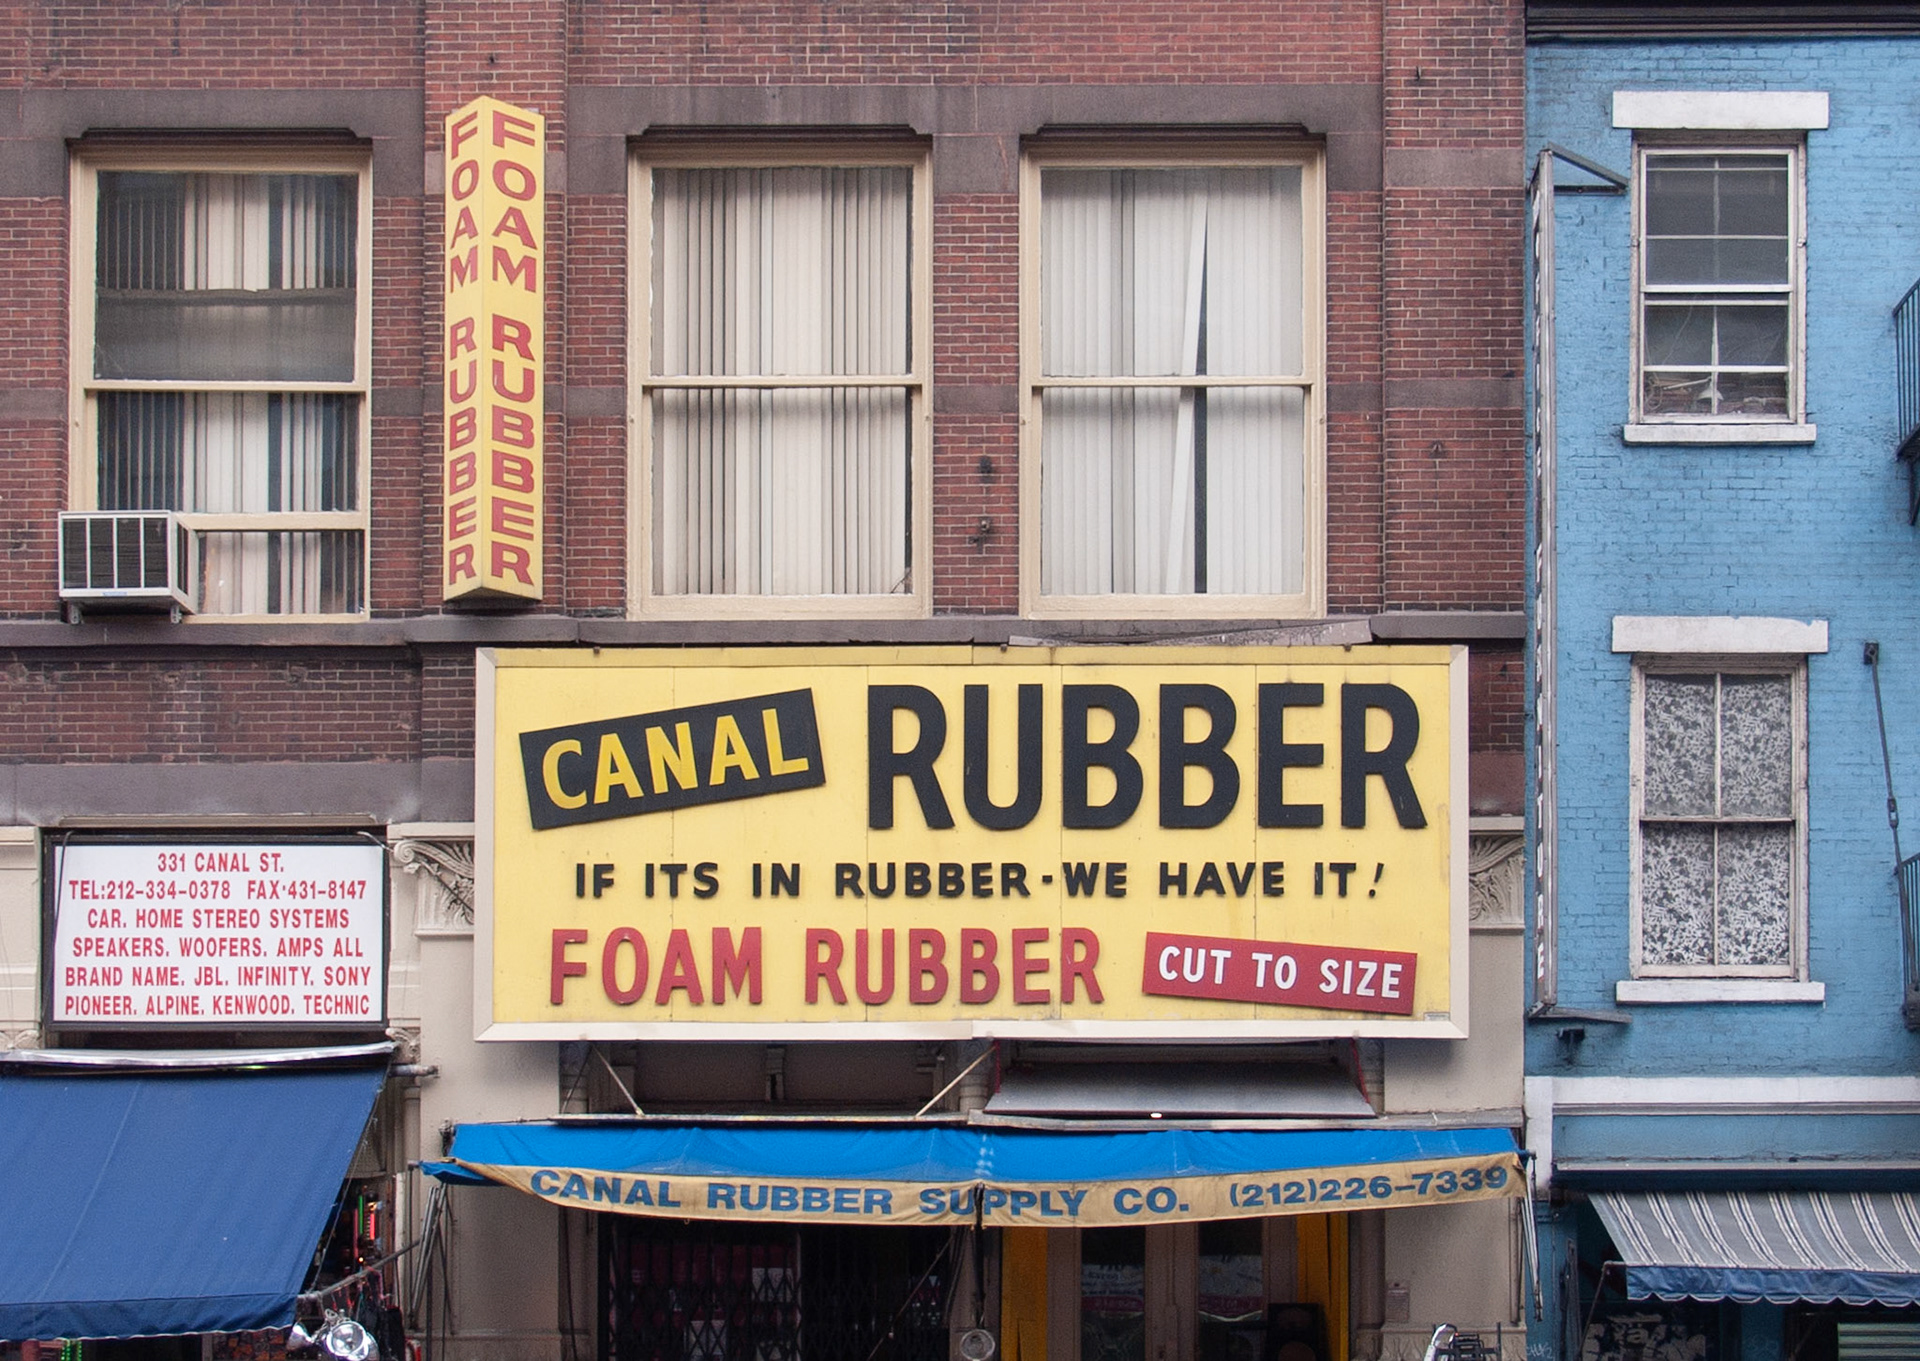 FOAM RUBBER
FOAM RUBBER
CANAL RUBBER
IF ITS IN RUBBER-WE HAVE IT!
FOAM RUBBER CUT TO SIZE
331 CANAL ST.
TEL:212-334-0378 FAX·431-8147
CAR. HOME STEREO SYSTEMS
SPEAKERS. WOOFERS. AMPS ALL
BRAND NAME. JBL. INFINITY. SONY
PIONEER. ALPINE. KENWOOD. TECHNIC
CANAL RUBBER SUPPLY CO. (212)226-7339